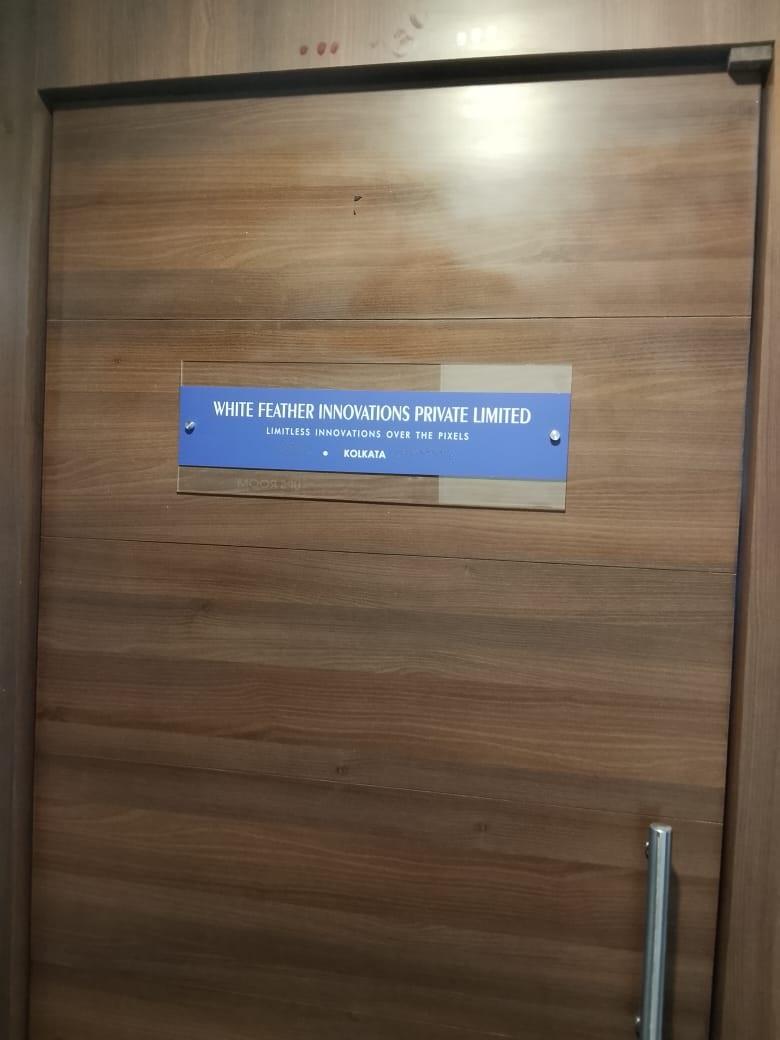 WHITE FEATHER INNOVATIONS PRIVATE LIMITED
LIMITLESS INNOVATIONS OVER THE PIXELS
• KOLKATA